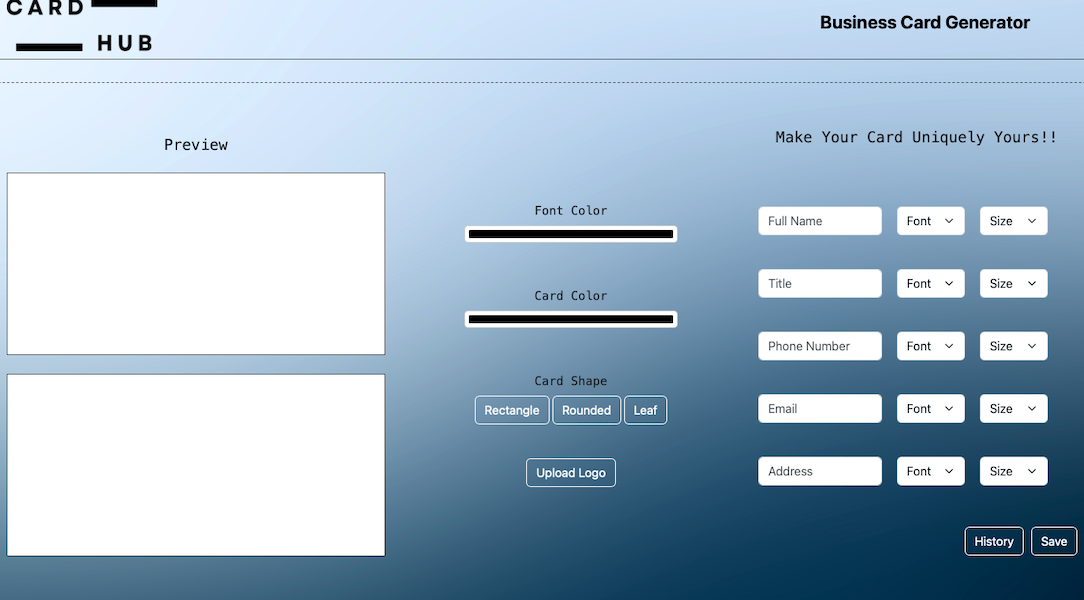 CARD
HUB
Business Card Generator
Preview
Make Your Card Uniquely Yours!!
Font Color
Card Color
Card Shape
Rectangle Rounded Leaf
Upload Logo
Full Name Font Size
Title Font Size
Phone Number Font Size
Email Font Size
Address Font Size
History Save